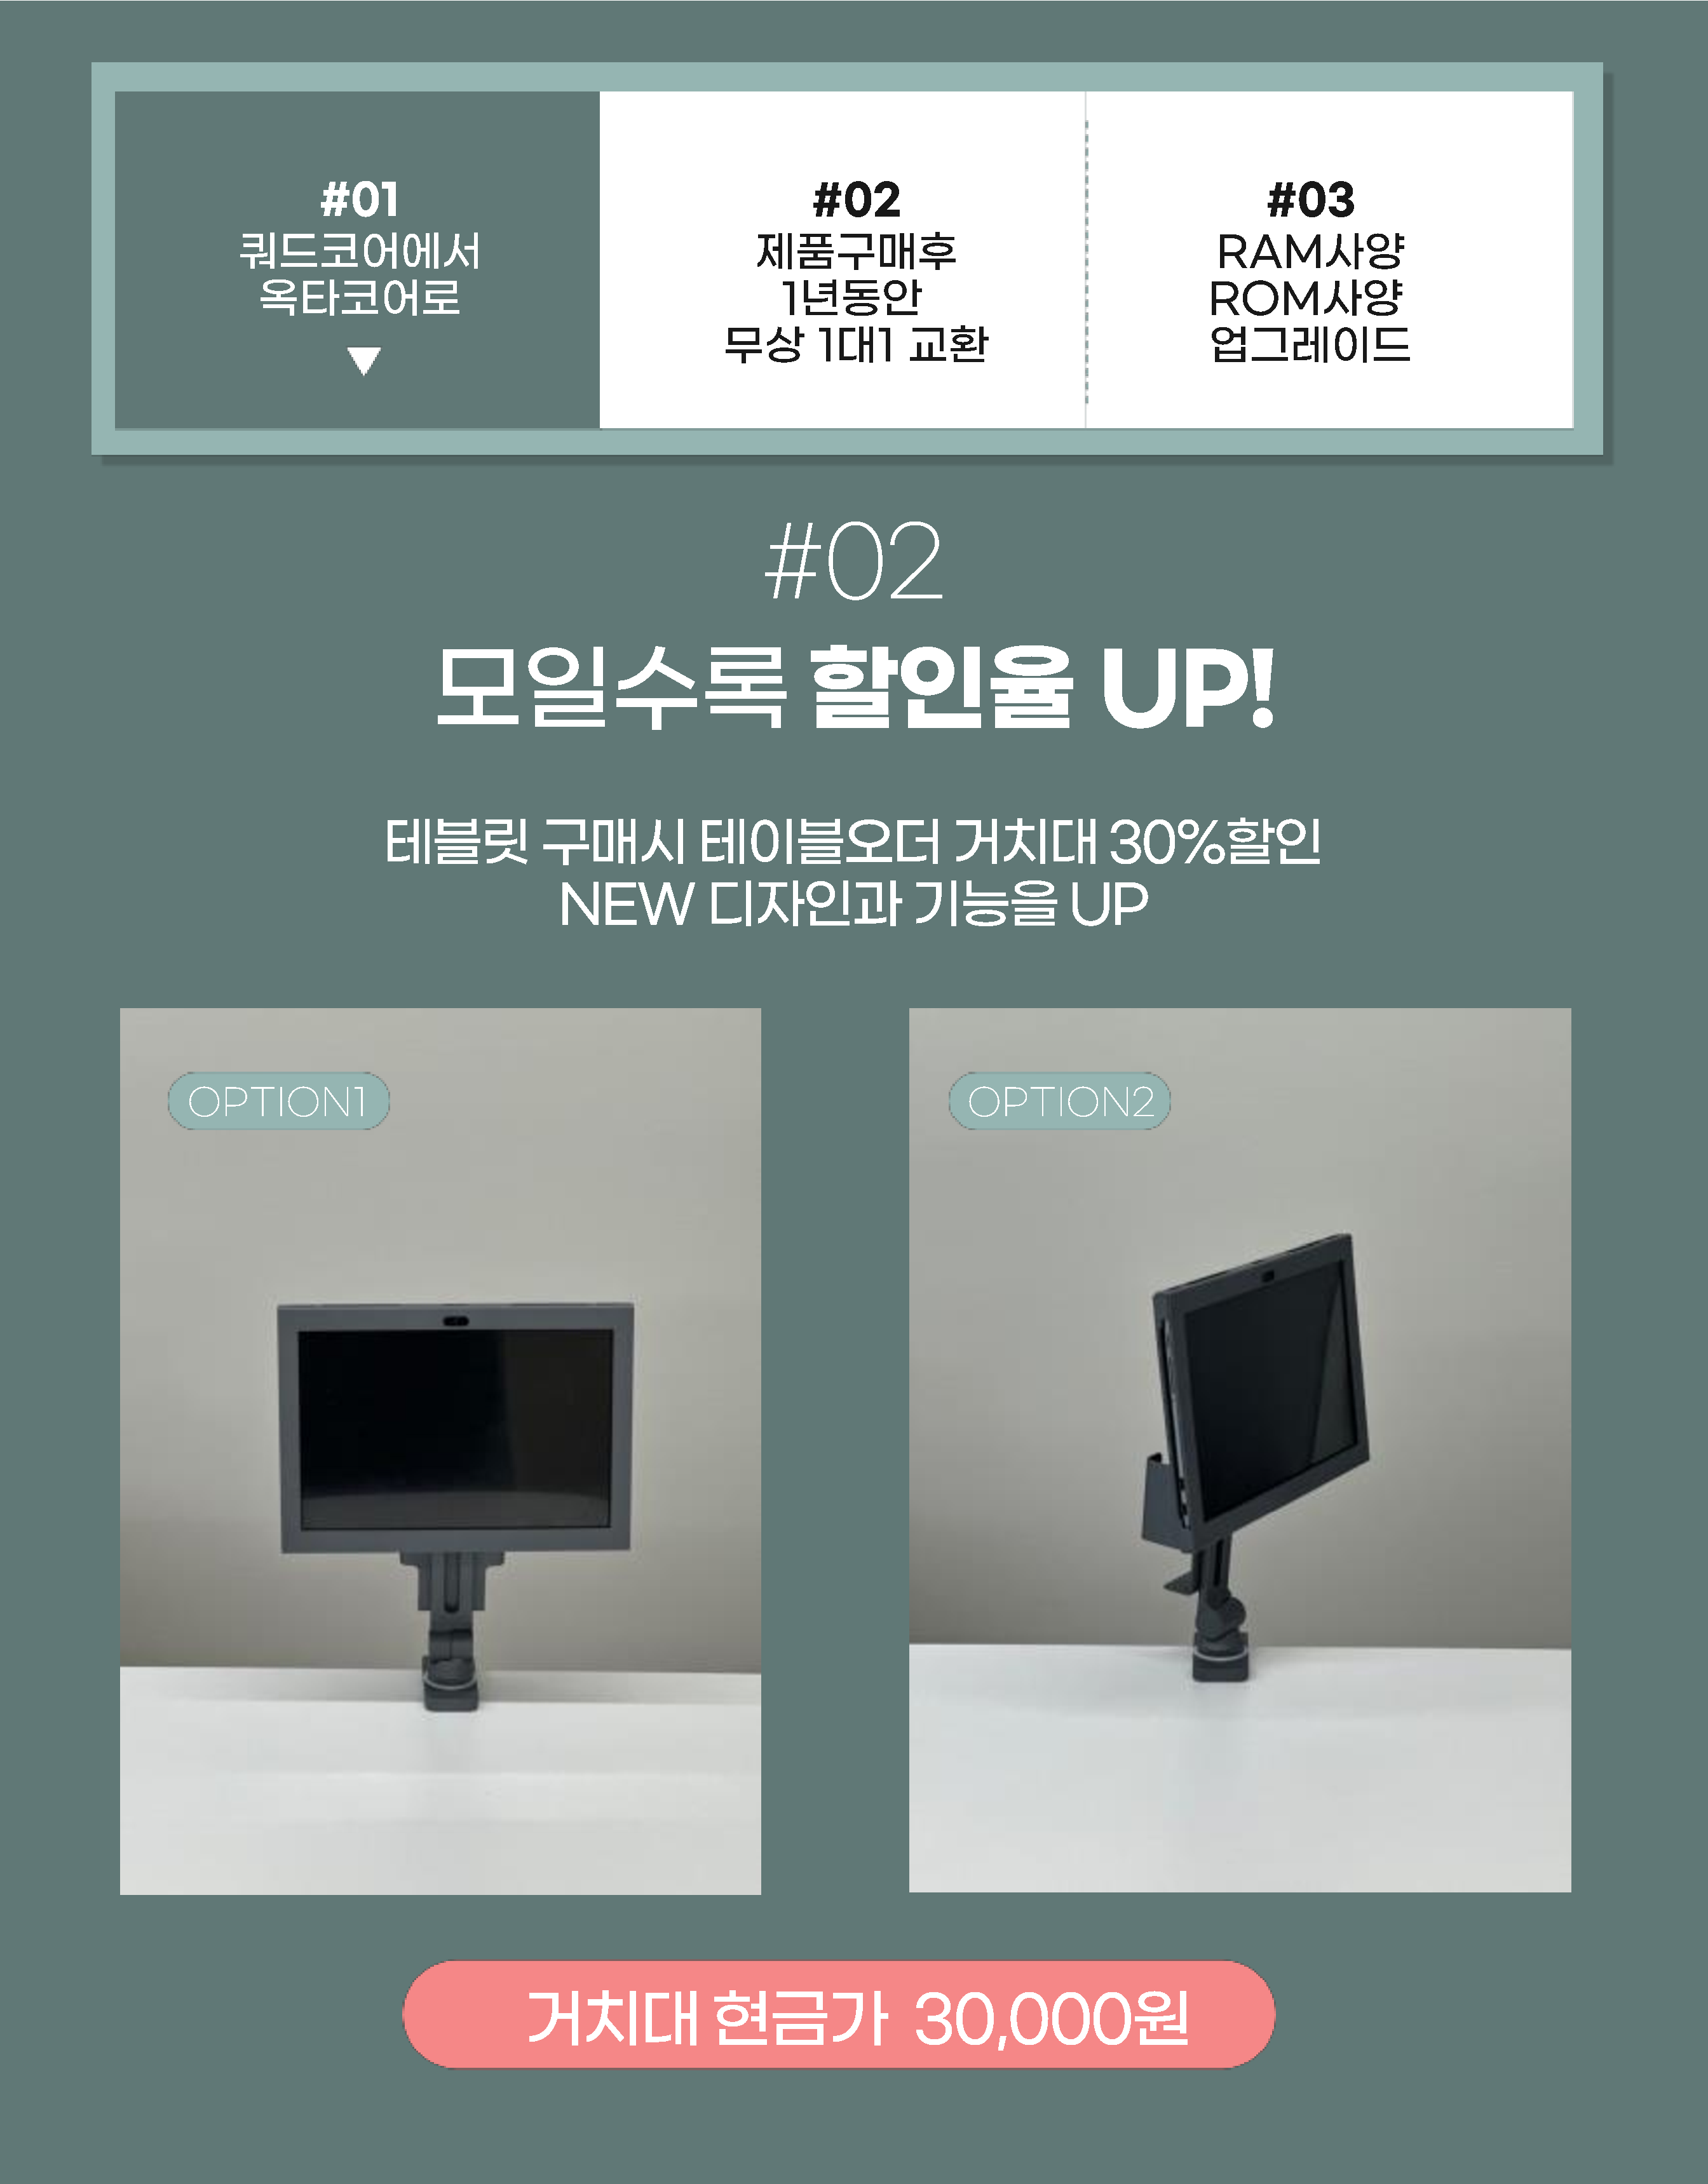 #01
쿼드코어에서
옥타코어로
#02
제품구매후
1년동안
무상 1대1 교환
#03
RAM사양
ROM사양
업그레이드
#02
모일수록 할인율 UP!
테블릿 구매시 테이블오더 거치대 30%할인
NEW 디자인과 기능을 UP
OPTION1
OPTION2
거치대 현금가 30,000원